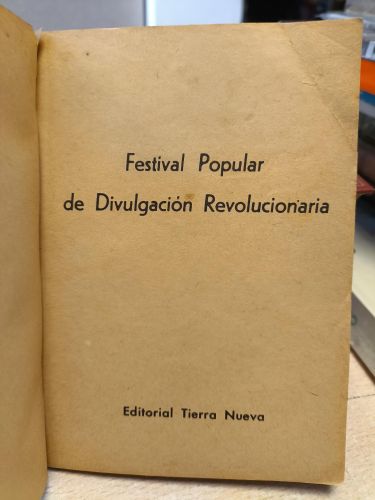 Festival Popular
de Divulgación Revolucionaria
Editorial Tierra Nueva